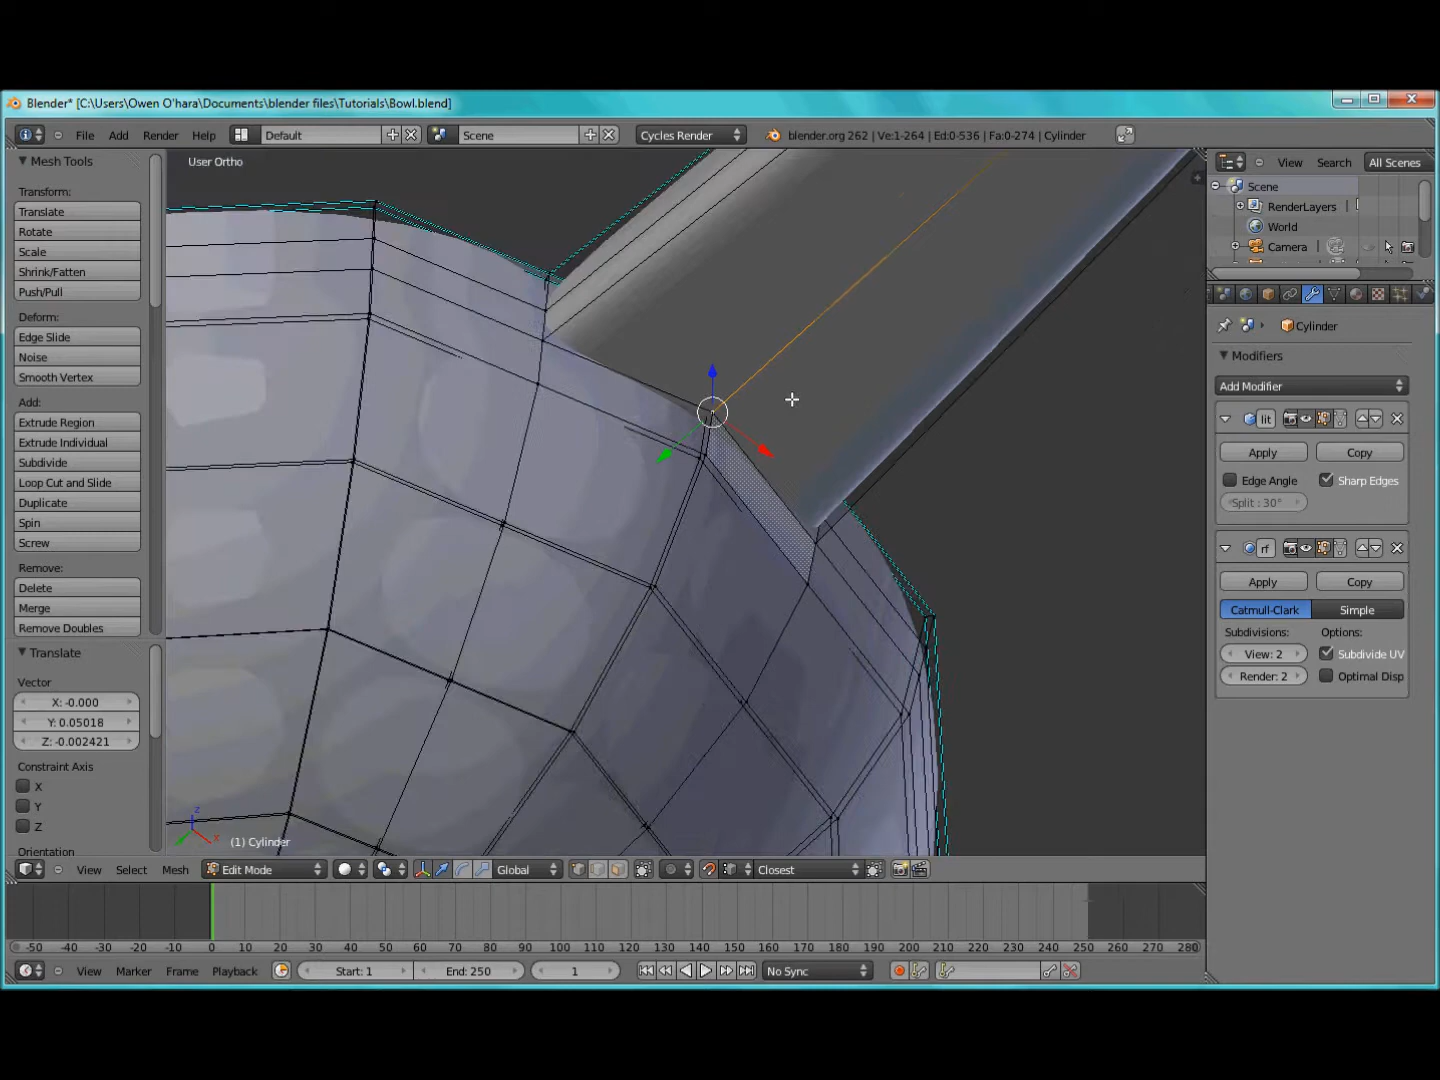 Blender* [C:\Users\Owen O'hara\Documents\blender files\Tutorials\Bowl.blend]
File Add Render Help Default Scene Cycles Render blender.org 262 | Ve:1-264 | Ed:0-536 | Fa:0-274 | Cylinder
Mesh Tools
User Ortho
View Search All Scenes
Transform:
Translate
Rotate
Scale
Shrink/Fatten
Push/Pull
Deform:
Edge Slide
Noise
Smooth Vertex
Add:
Extrude Region
Extrude Individual
Subdivide
Loop Cut and Slide
Duplicate
Spin
Screw
Remove:
Delete
Merge
Remove Doubles
Translate
Vector
X: -0.000
Y: 0.05018
Z: -0.002421
Constraint Axis
X
Y
Z
Orientation
z
x
(1) Cylinder
Scene
RenderLayers
World
Camera
Cylinder
Modifiers
Add Modifier
lit
Apply Copy
Edge Angle Sharp Edges
Split : 30°
rf
Apply Copy
Catmull-Clark Simple
Subdivisions: Options:
View: 2 Subdivide UV
Render: 2 Optimal Disp
View Select Mesh Edit Mode Global Closest
-50 -40 -30 -20 -10 0 10 20 30 40 50 60 70 80 90 100 110 120 130 140 150 160 170 180 190 200 210 220 230 240 250 260 270 280
View Marker Frame Playback Start: 1 End: 250 1 No Sync